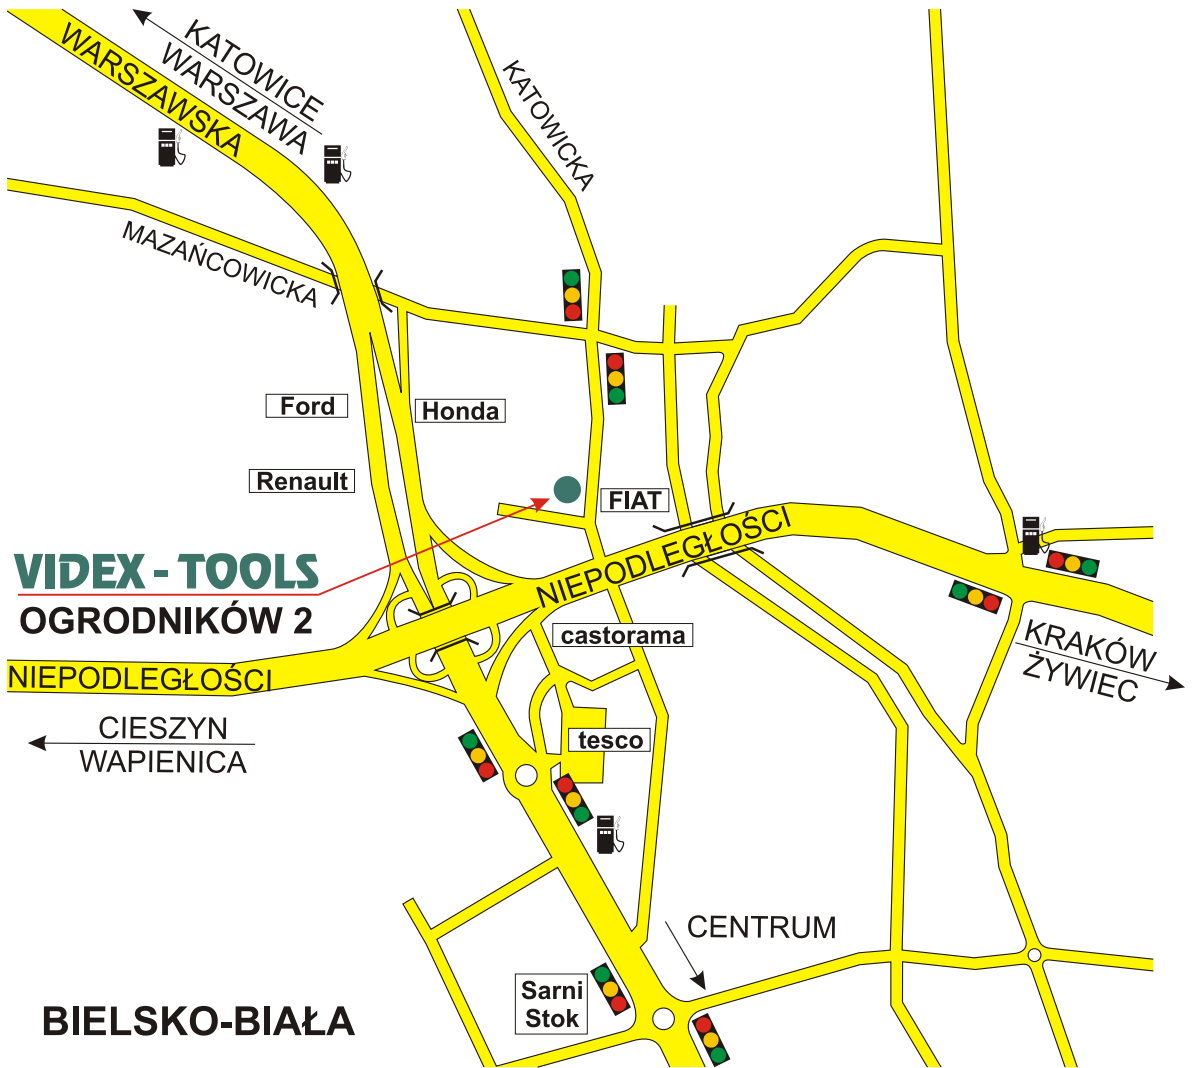 KATOWICE
WARSZAWA
WARSZAWSKA
KATOWICKA
MAZAŃCOWICKA
Ford
Honda
Renault
FIAT
NIEPODLEGŁOŚCI
VIDEX - TOOLS
OGRODNIKÓW 2
castorama
KRAKÓW
ŻYWIEC
NIEPODLEGŁOŚCI
CIESZYN
WAPIENICA
tesco
CENTRUM
Sarni
Stok
BIELSKO-BIAŁA